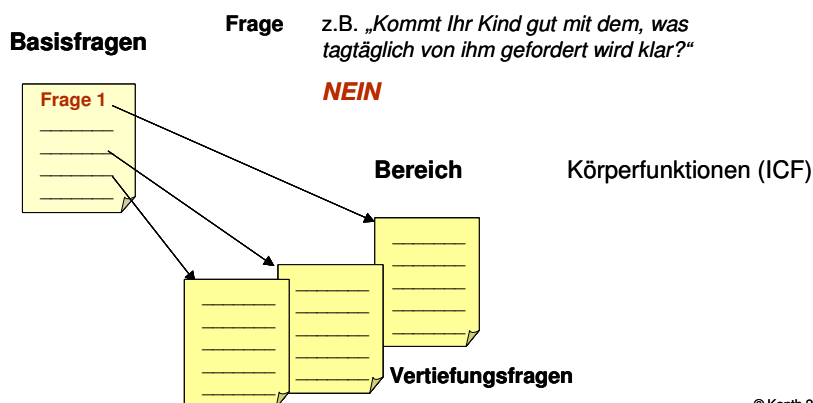 Basisfragen
Frage z.B. „Kommt Ihr Kind gut mit dem, was
tagtäglich von ihm gefordert wird klar?“
NEIN
Frage 1
Bereich Körperfunktionen (ICF)
Vertiefungsfragen